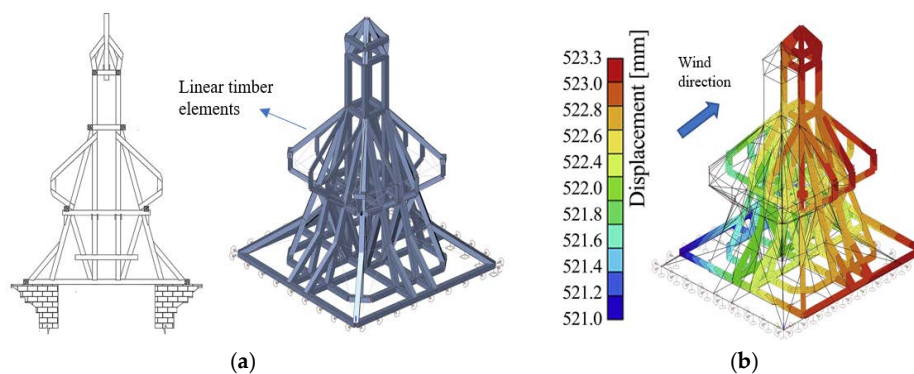 Linear timber
elements
(a)
523.3
523.0
522.8
522.6
522.4
522.0
521.8
521.6
521.4
521.2
521.0
Displacement [mm]
Wind
direction
(b)